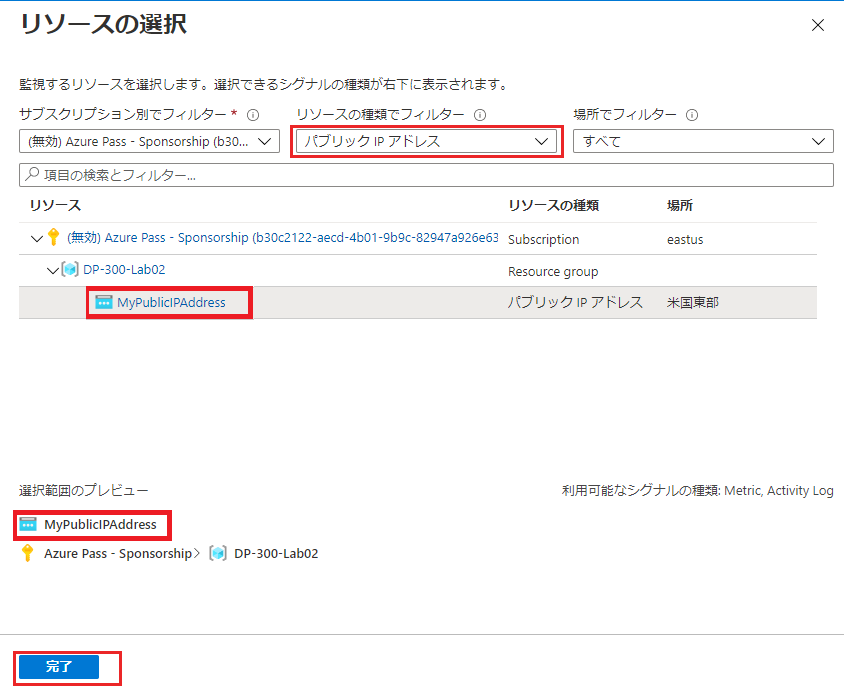 リソースの選択
監視するリソースを選択します。選択できるシグナルの種類が右下に表示されます。
サブスクリプション別でフィルター * リソースの種類でフィルター 場所でフィルター
(無効) Azure Pass - Sponsorship (b30... パブリック IP アドレス すべて
項目の検索とフィルター...
リソース リソースの種類 場所
(無効) Azure Pass - Sponsorship (b30c2122-aecd-4b01-9b9c-82947a926e63 Subscription eastus
DP-300-Lab02 Resource group
MyPublicIPAddress パブリック IP アドレス 米国東部
選択範囲のプレビュー 利用可能なシグナルの種類: Metric, Activity Log
MyPublicIPAddress
Azure Pass - Sponsorship> DP-300-Lab02
完了